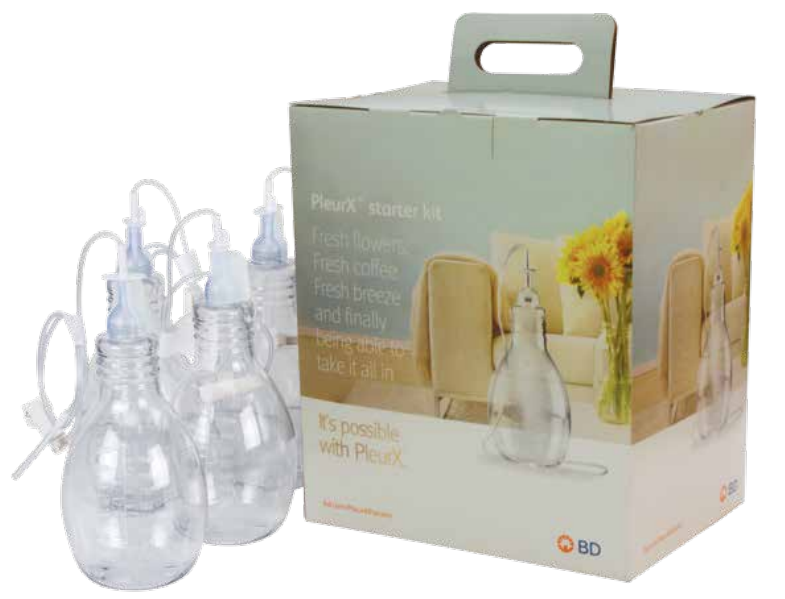 PleurX™ starter kit
Fresh flowers.
Fresh coffee.
Fresh breeze
and finally
being able to
take it all in
It's possible
with PleurX.
BD
BD